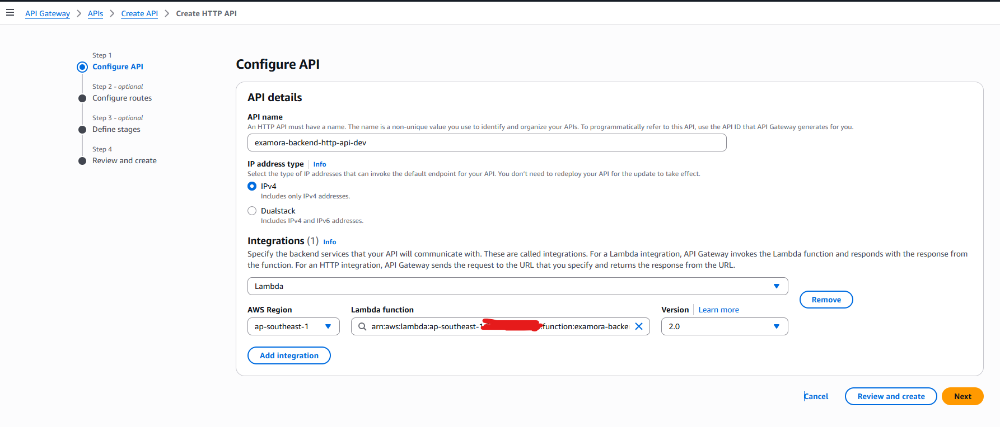 API Gateway > APIs > Create API > Create HTTP API
Step 1
Configure API
Step 2 - optional
Configure routes
Step 3 - optional
Define stages
Step 4
Review and create
Configure API
API details
API name
An HTTP API must have a name. The name is a non-unique value you use to identify and organize your APIs. To programmatically refer to this API, use the API ID that API Gateway generates for you.
examora-backend-http-api-dev
IP address type Info
Select the type of IP addresses that can invoke the default endpoint for your API. You don't need to redeploy your API for the update to take effect.
IPv4
Includes only IPv4 addresses.
Dualstack
Includes IPv4 and IPv6 addresses.
Integrations (1) Info
Specify the backend services that your API will communicate with. These are called integrations. For a Lambda integration, API Gateway invokes the Lambda function and responds with the response from
the function. For an HTTP integration, API Gateway sends the request to the URL that you specify and returns the response from the URL.
Lambda
Remove
AWS Region Lambda function Version Learn more
ap-southeast-1 arn:aws:lambda:ap-southeast-1 :function:examora-backe 2.0
Add integration
Cancel Review and create Next